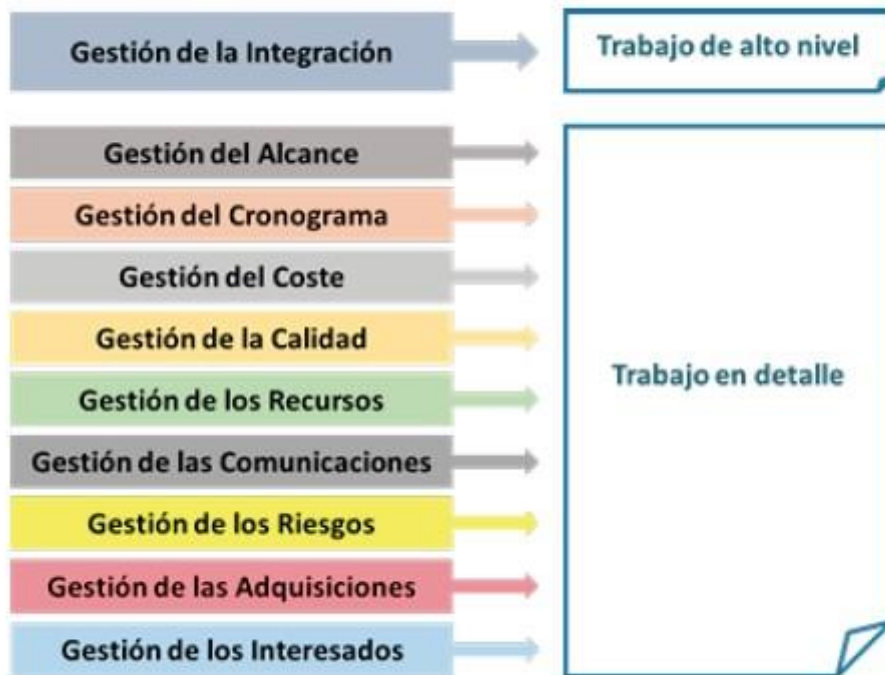 Gestión de la Integración
Trabajo de alto nivel
Gestión del Alcance
Gestión del Cronograma
Gestión del Coste
Gestión de la Calidad
Gestión de los Recursos
Gestión de las Comunicaciones
Gestión de los Riesgos
Gestión de las Adquisiciones
Gestión de los Interesados
Trabajo en detalle